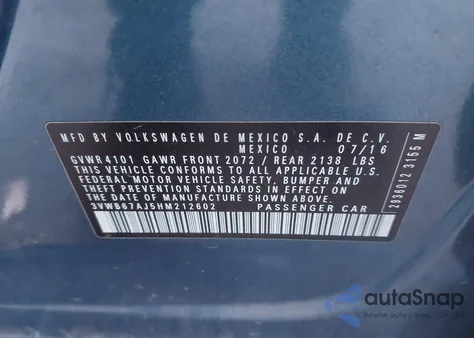 MFD BY VOLKSWAGEN DE MEXICO S.A. DE C.V.
MEXICO 07/16
GVWR 4101 GAWR FRONT 2072 / REAR 2138 LBS
THIS VEHICLE CONFORMS TO ALL APPLICABLE U.S.
FEDERAL MOTOR VEHICLE SAFETY, BUMPER AND
THEFT PREVENTION STANDARDS IN EFFECT ON
THE DATE OF MANUFACTURE SHOWN ABOVE.
3VWB67AJ5HM212602 PASSENGER CAR
2936012 3155 M
autoSnap